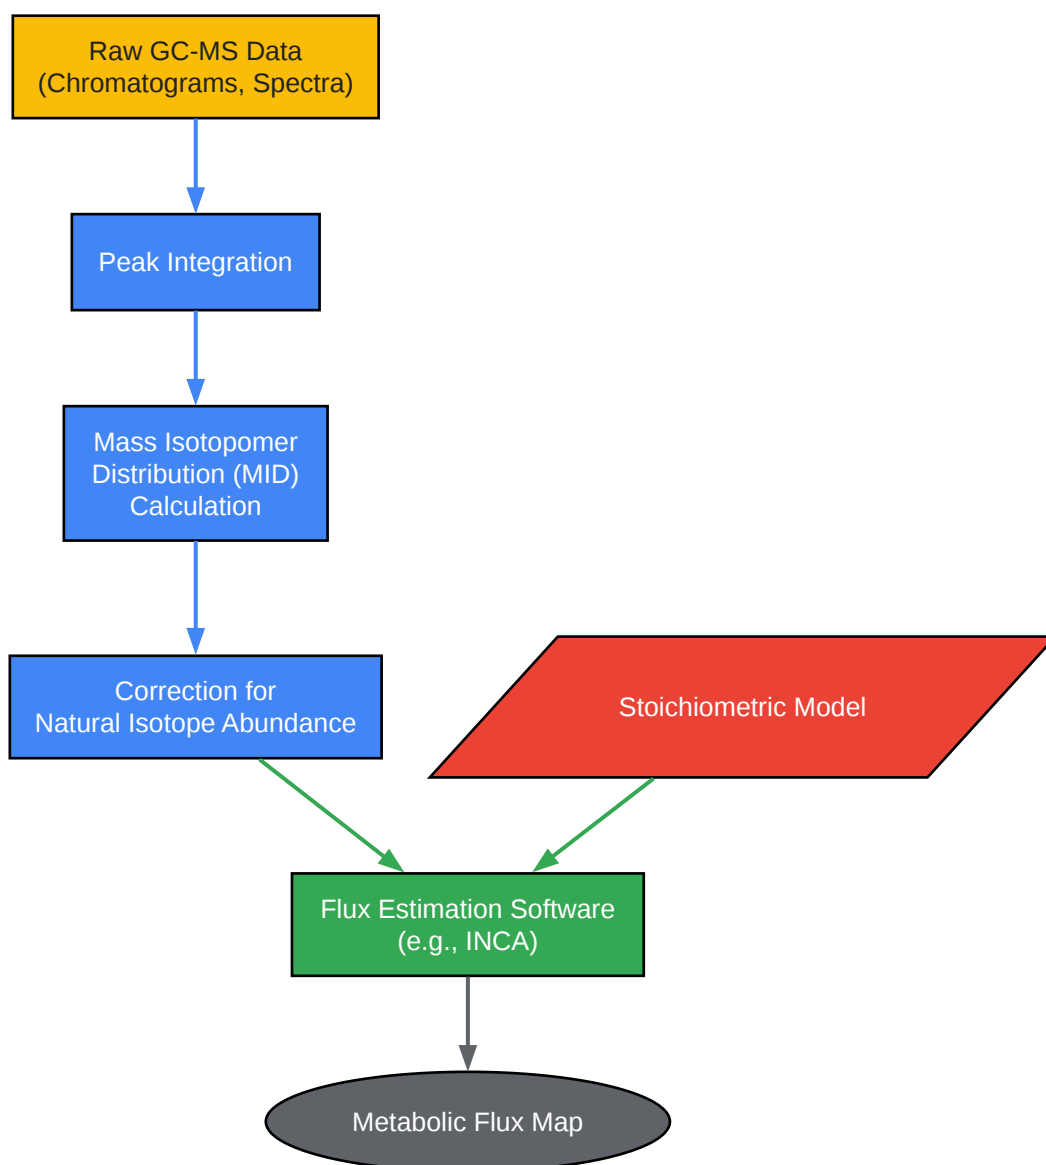 Raw GC-MS Data
(Chromatograms, Spectra)
Peak Integration
Mass Isotopomer
Distribution (MID)
Calculation
Correction for
Natural Isotope Abundance
Stoichiometric Model
Flux Estimation Software
(e.g., INCA)
Metabolic Flux Map